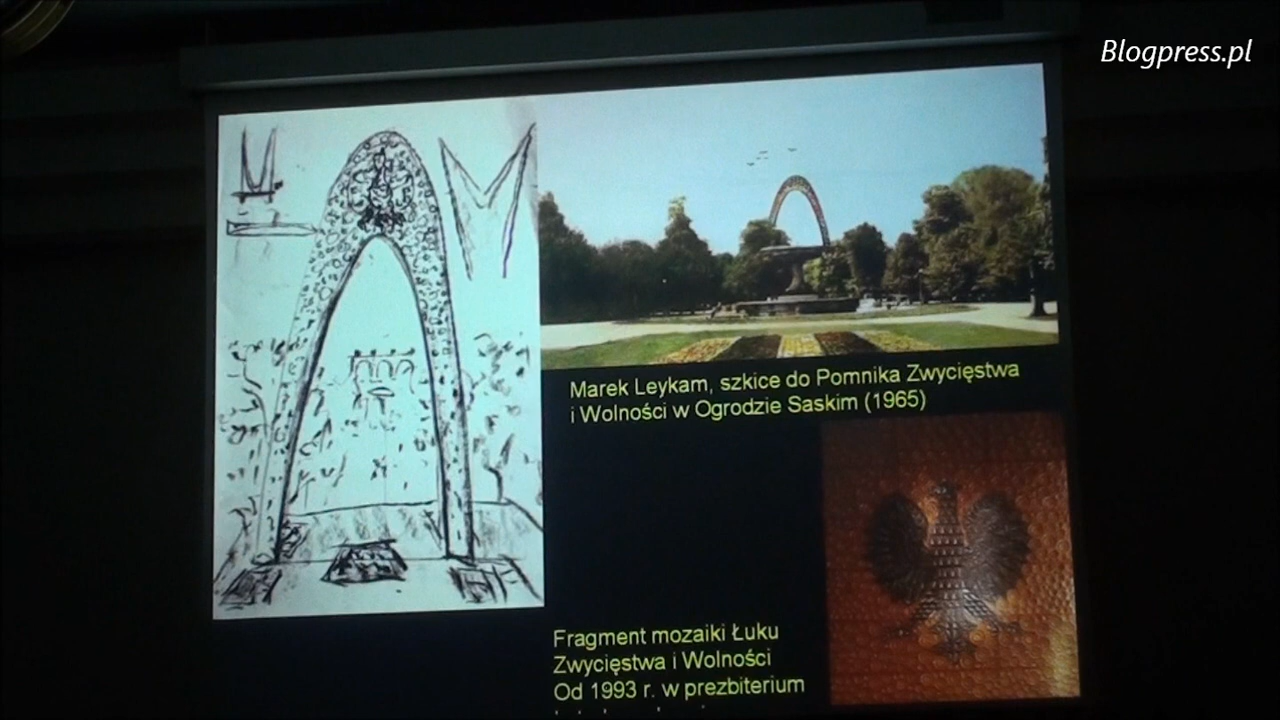 Blogpress.pl
Marek Leykam, szkice do Pomnika Zwycięstwa
i Wolności w Ogrodzie Saskim (1965)
Fragment mozaiki Łuku
Zwycięstwa i Wolności
Od 1993 r. w prezbiterium